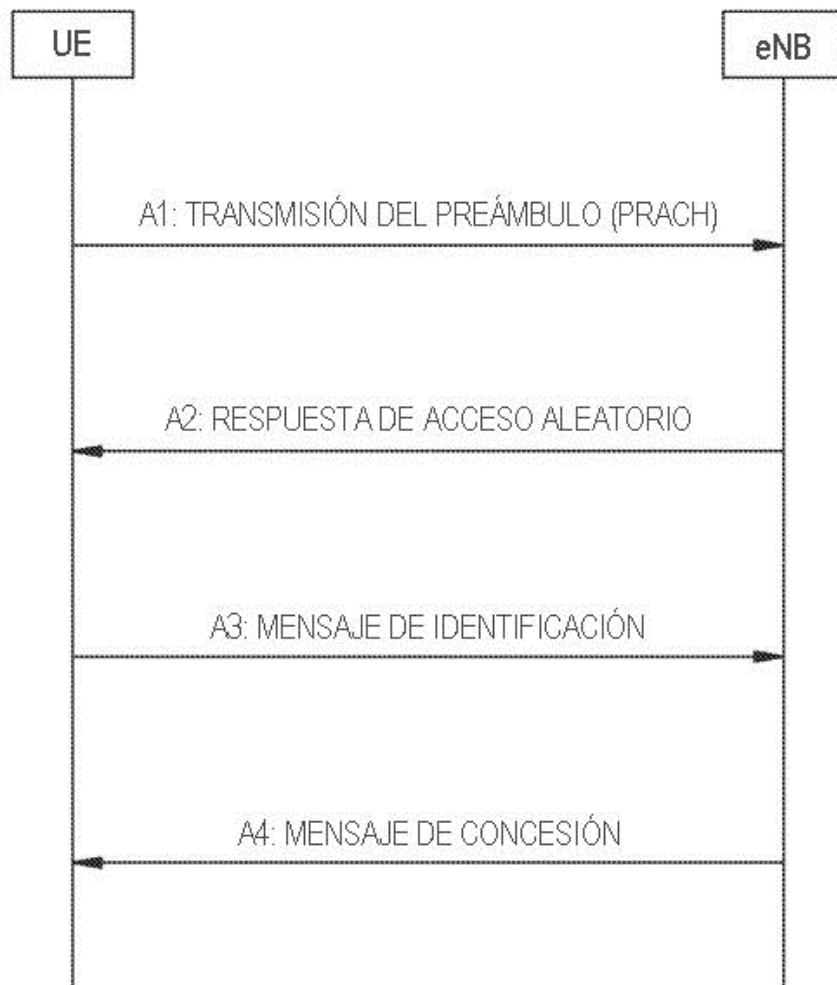 UE
eNB
A1: TRANSMISIÓN DEL PREÁMBULO (PRACH)
A2: RESPUESTA DE ACCESO ALEATORIO
A3: MENSAJE DE IDENTIFICACIÓN
A4: MENSAJE DE CONCESIÓN